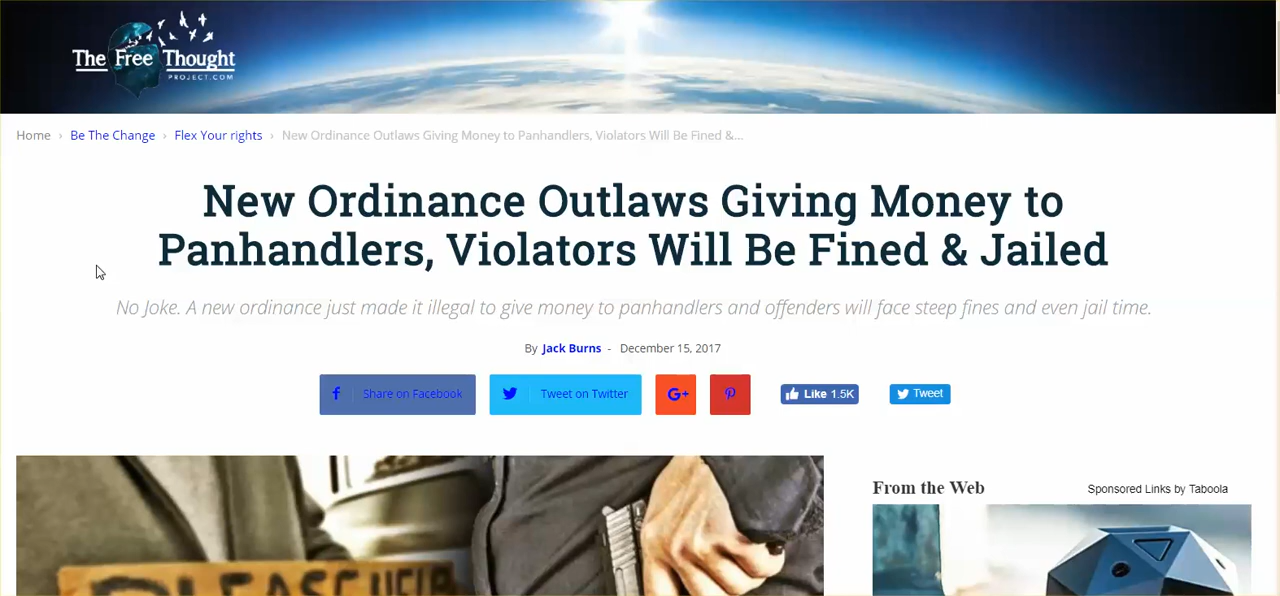 The Free Thought
PROJECT.COM
Home › Be The Change › Flex Your rights › New Ordinance Outlaws Giving Money to Panhandlers, Violators Will Be Fined &...
New Ordinance Outlaws Giving Money to
Panhandlers, Violators Will Be Fined & Jailed
No Joke. A new ordinance just made it illegal to give money to panhandlers and offenders will face steep fines and even jail time.
By Jack Burns - December 15, 2017
Share on Facebook
Tweet on Twitter
G+
Like 1.5K
Tweet
From the Web
Sponsored Links by Taboola
PLEASE HELP